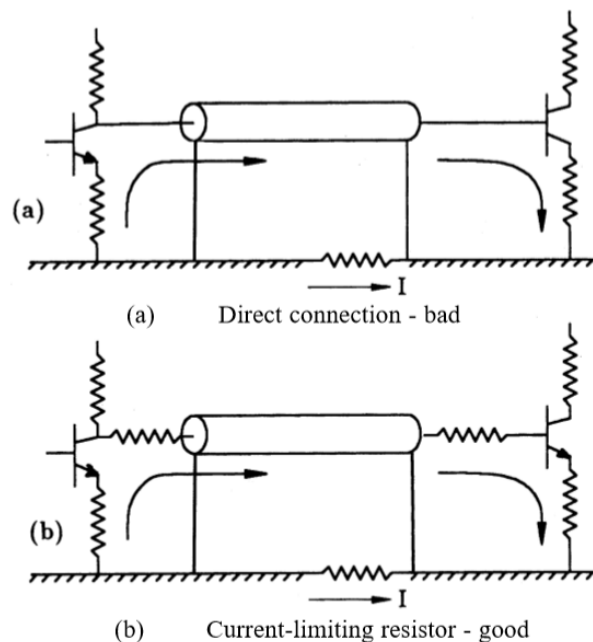 (a)
I
(a) Direct connection - bad
(b)
I
(b) Current-limiting resistor - good